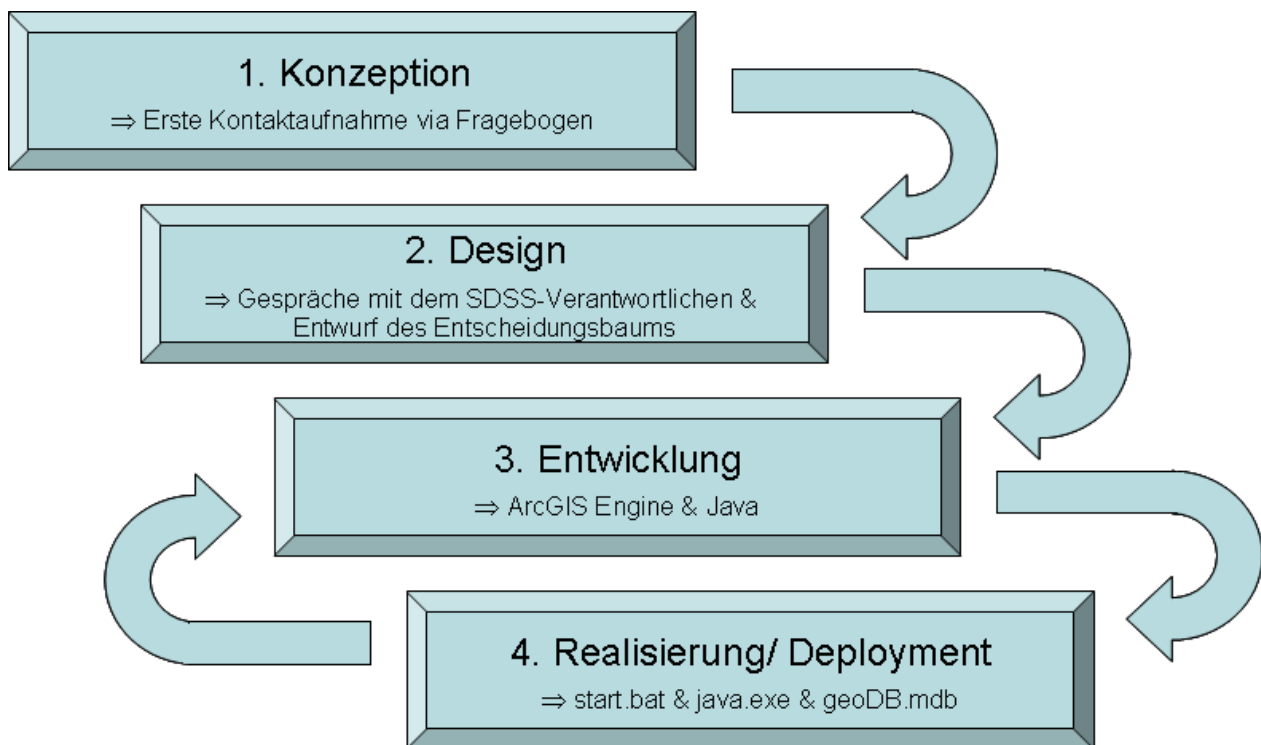 1. Konzeption
⇒ Erste Kontaktaufnahme via Fragebogen
2. Design
⇒ Gespräche mit dem SDSS-Verantwortlichen &
Entwurf des Entscheidungsbaums
3. Entwicklung
⇒ ArcGIS Engine & Java
4. Realisierung/ Deployment
⇒ start.bat & java.exe & geoDB.mdb